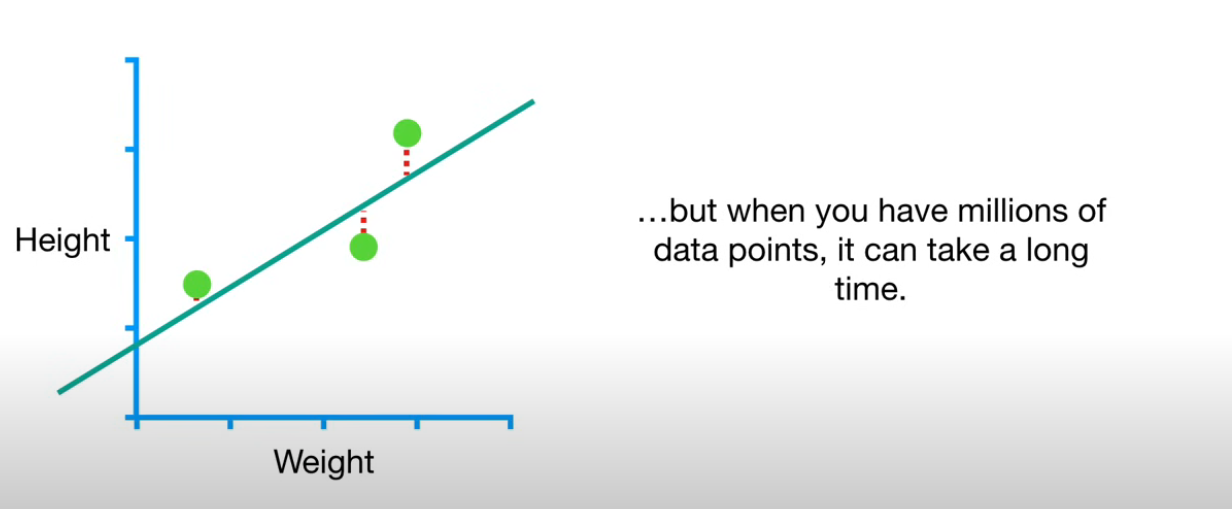 Height
…but when you have millions of
data points, it can take a long
time.
Weight